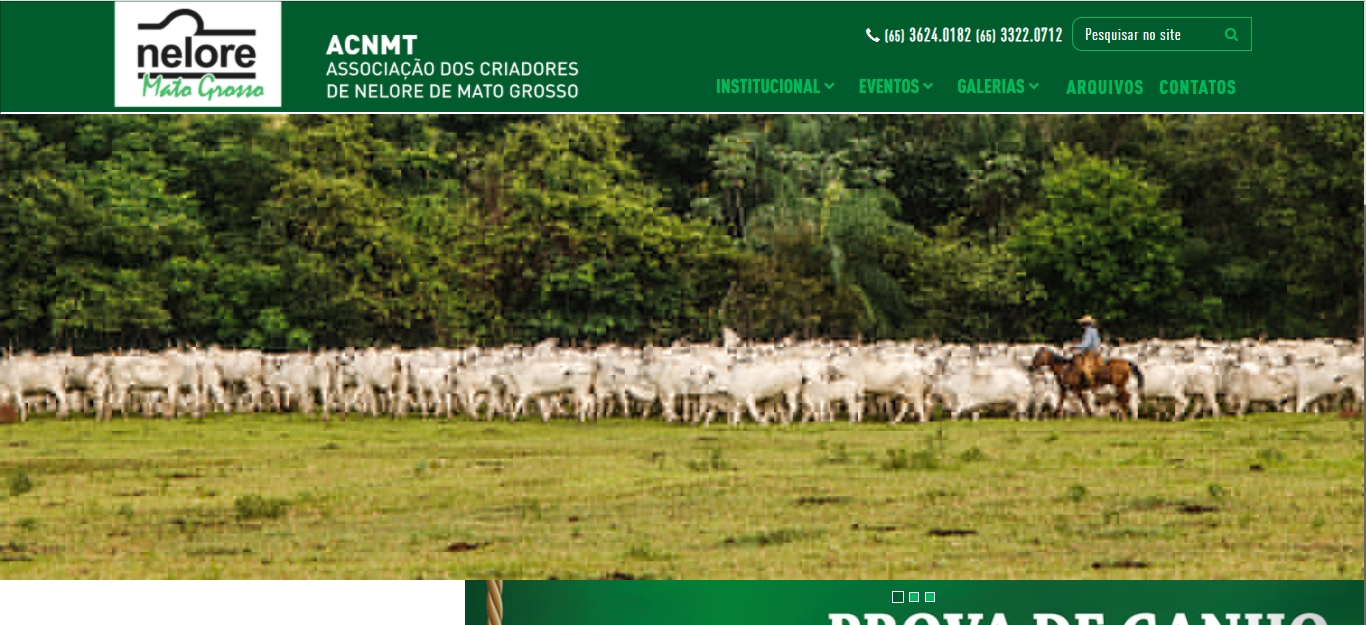 nelore
Mato Grosso
ACNMT
ASSOCIAÇÃO DOS CRIADORES
DE NELORE DE MATO GROSSO
(65) 3624.0182 (65) 3322.0712
Pesquisar no site
INSTITUCIONAL EVENTOS GALERIAS ARQUIVOS CONTATOS
PROVA DE GANHO